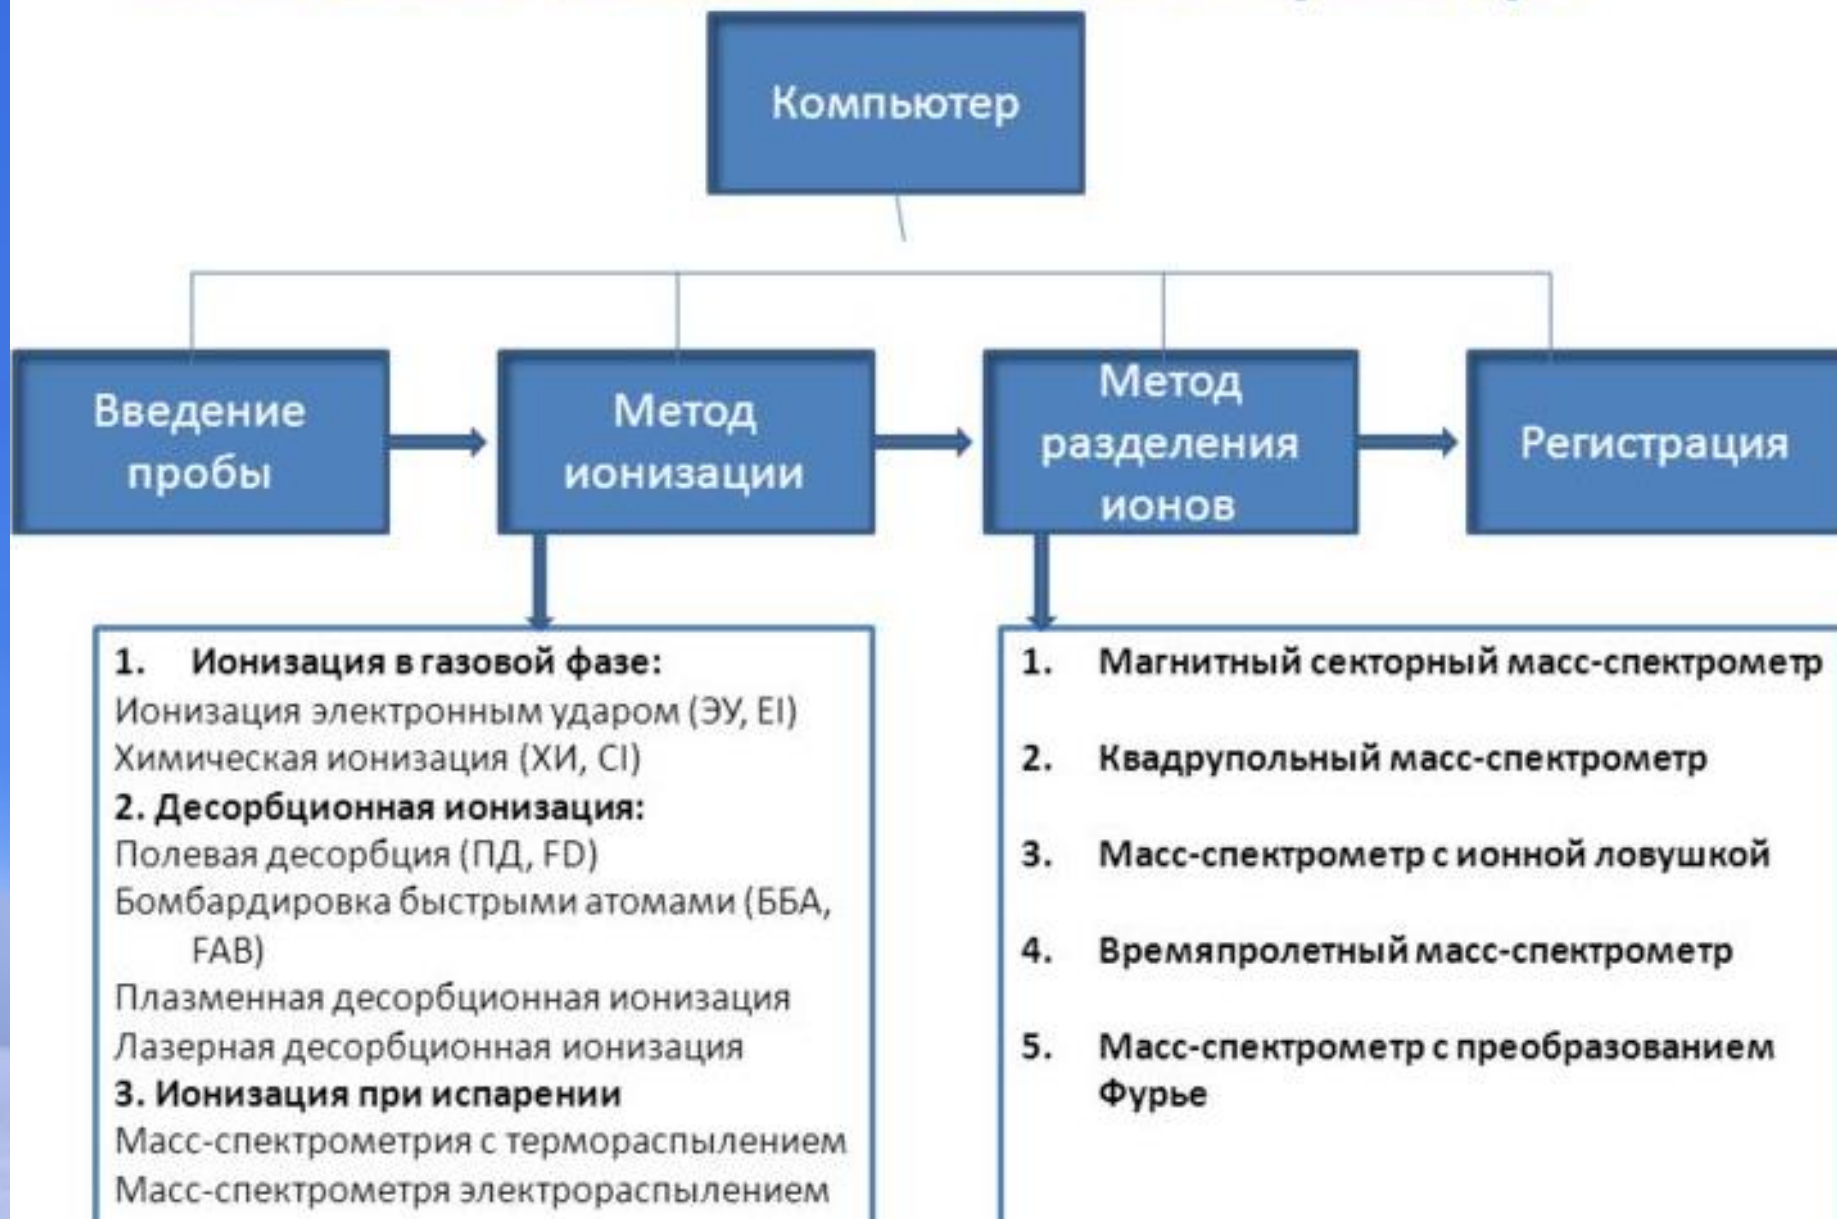 Компьютер
Введение
пробы
Метод
ионизации
Метод
разделения
ионов
Регистрация
1. Ионизация в газовой фазе:
Ионизация электронным ударом (ЭУ, EI)
Химическая ионизация (ХИ, CI)
2. Десорбционная ионизация:
Полевая десорбция (ПД, FD)
Бомбардировка быстрыми атомами (ББА,
FAB)
Плазменная десорбционная ионизация
Лазерная десорбционная ионизация
3. Ионизация при испарении
Масс-спектрометрия с термораспылением
Масс-спектрометря электрораспылением
1. Магнитный секторный масс-спектрометр
2. Квадрупольный масс-спектрометр
3. Масс-спектрометр с ионной ловушкой
4. Времяпролетный масс-спектрометр
5. Масс-спектрометр с преобразованием
Фурье